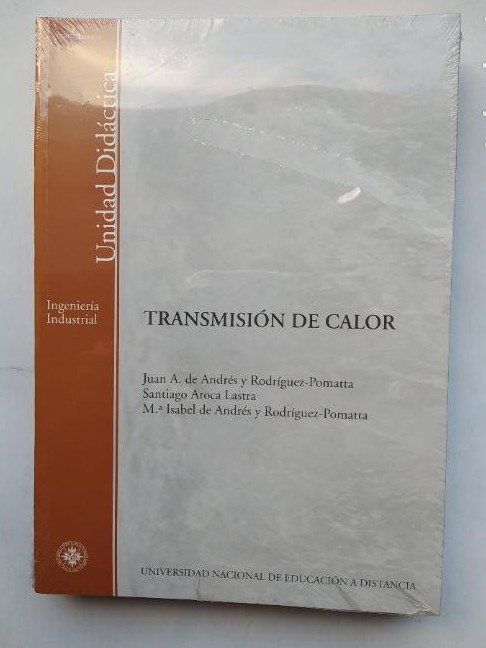 Unidad Didáctica
Ingeniería
Industrial
TRANSMISIÓN DE CALOR
Juan A. de Andrés y Rodríguez-Pomatta
Santiago Aroca Lastra
M.ª Isabel de Andrés y Rodríguez-Pomatta
UNIVERSIDAD NACIONAL DE EDUCACIÓN A DISTANCIA